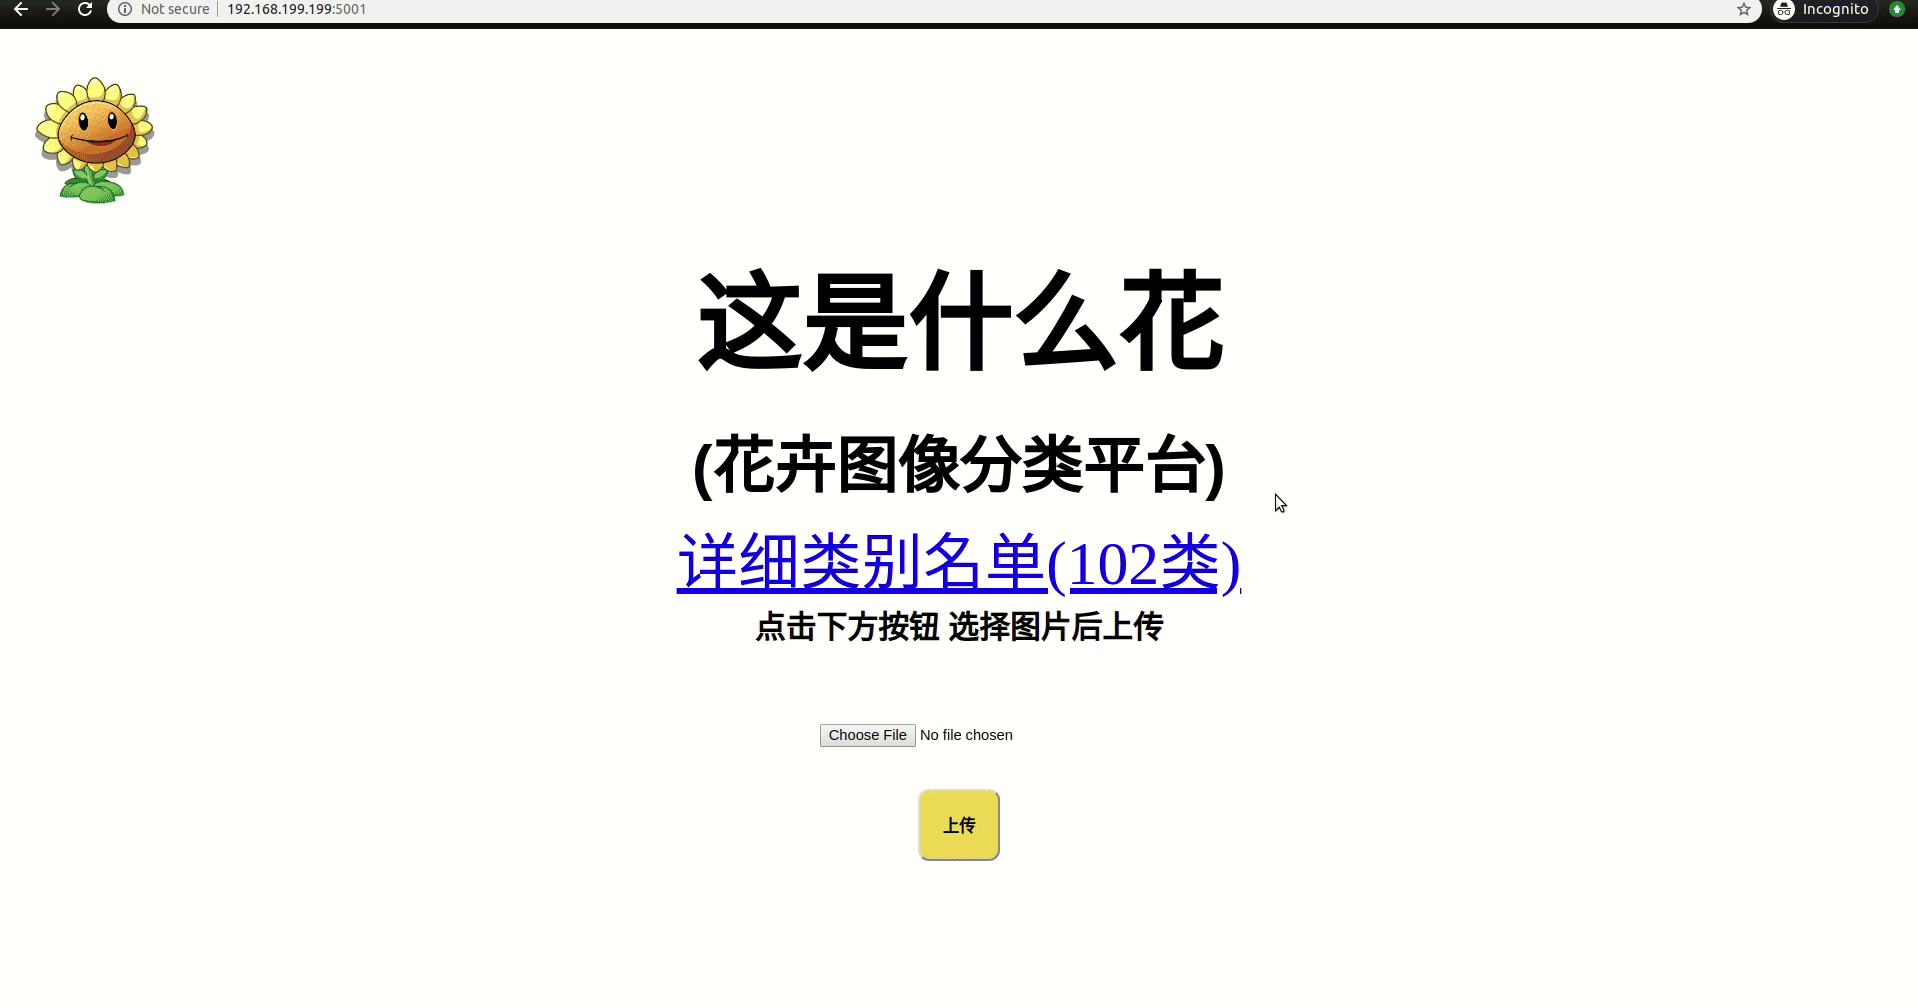 Not secure | 192.168.199.199:5001
Incognito
这是什么花
(花卉图像分类平台)
详细类别名单(102类)
点击下方按钮 选择图片后上传
Choose File No file chosen
上传